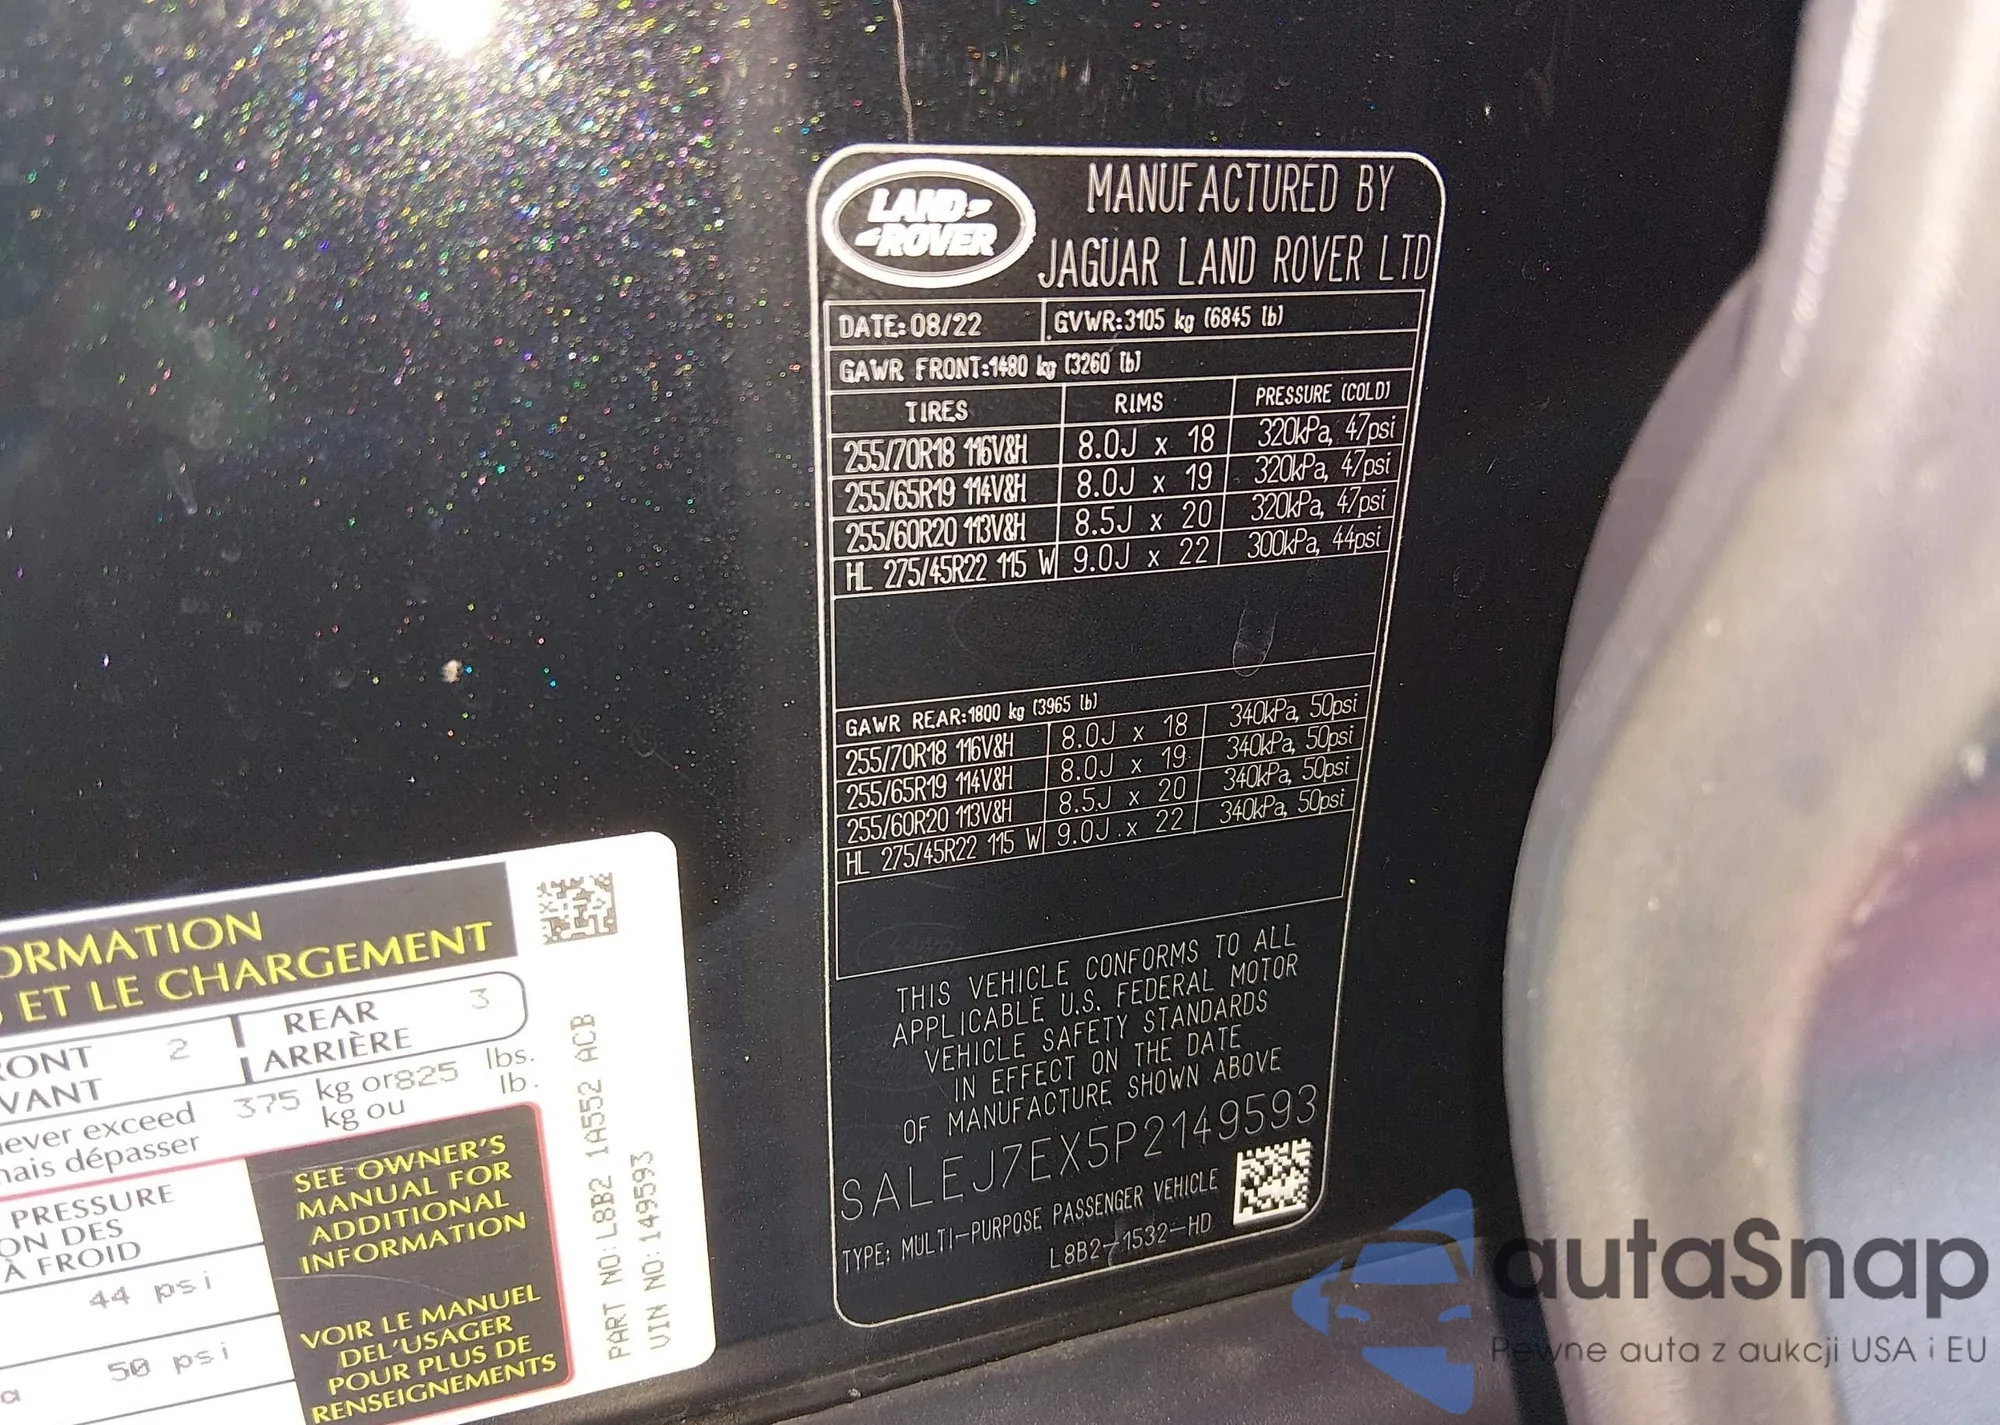 LAND
ROVER
MANUFACTURED BY
JAGUAR LAND ROVER LTD
DATE: 08/22 GVWR: 3105 kg (6845 lb)
GAWR FRONT: 1480 kg (3260 lb)
TIRES RIMS PRESSURE (COLD)
255/70R18 116V&H 8.0J x 18 320kPa, 47psi
255/65R19 114V&H 8.0J x 19 320kPa, 47psi
255/60R20 113V&H 8.5J x 20 320kPa, 47psi
HL 275/45R22 115 W 9.0J x 22 300kPa, 44psi
GAWR REAR: 1800 kg (3965 lb)
255/70R18 116V&H 8.0J x 18 340kPa, 50psi
255/65R19 114V&H 8.0J x 19 340kPa, 50psi
255/60R20 113V&H 8.5J x 20 340kPa, 50psi
HL 275/45R22 115 W 9.0J x 22 340kPa, 50psi
THIS VEHICLE CONFORMS TO ALL
APPLICABLE U.S. FEDERAL MOTOR
VEHICLE SAFETY STANDARDS
IN EFFECT ON THE DATE
OF MANUFACTURE SHOWN ABOVE
SALEJ7EX5P2149593
TYPE: MULTI-PURPOSE PASSENGER VEHICLE
L8B2-1532-HD
ORMATION
ET LE CHARGEMENT
RONT 2 REAR 3
VANT ARRIÈRE
never exceed 375 kg or 825 lbs.
mais dépasser kg ou lb.
PRESSURE
ON DES
À FROID
44 psi
a 50 psi
SEE OWNER'S
MANUAL FOR
ADDITIONAL
INFORMATION
VOIR LE MANUEL
DEL'USAGER
POUR PLUS DE
RENSEIGNEMENTS
PART NO: L8B2 1A552 ACB
VIN NO: 149593
autaSnap
Pewne auta z aukcji USA i EU